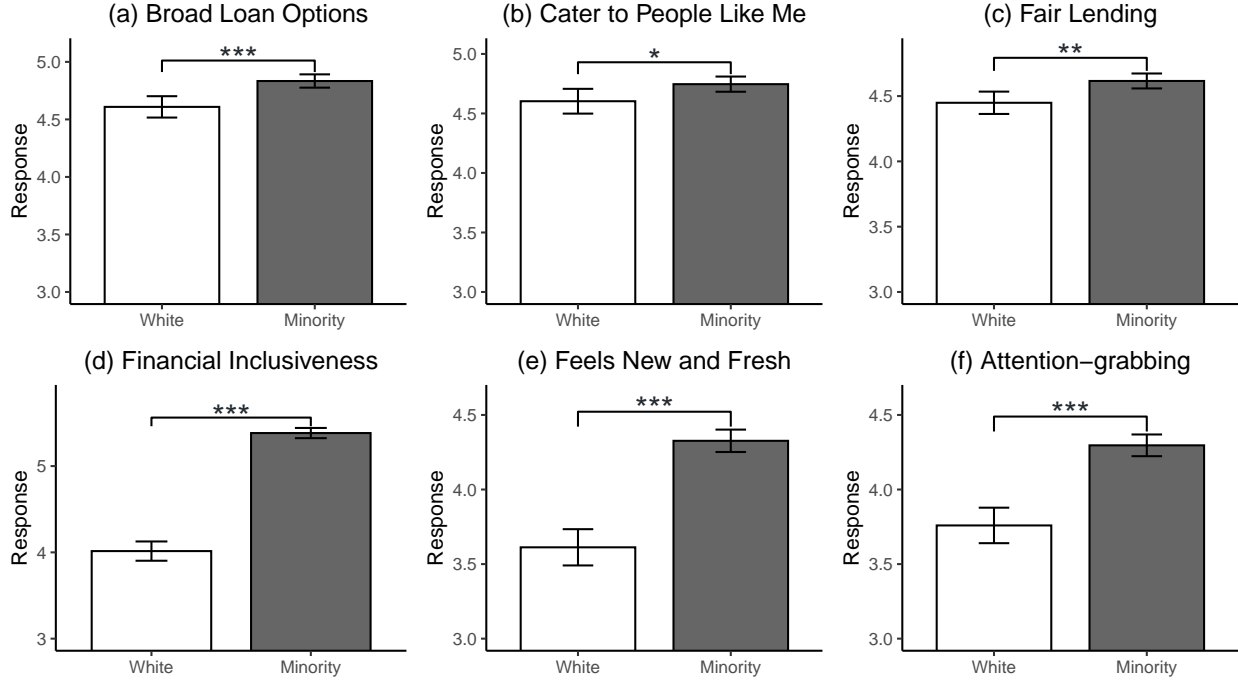 (a) Broad Loan Options
Response
5.0
4.5
4.0
3.5
3.0
***
White
Minority
(b) Cater to People Like Me
Response
5.0
4.5
4.0
3.5
3.0
*
White
Minority
(c) Fair Lending
Response
4.5
4.0
3.5
3.0
**
White
Minority
(d) Financial Inclusiveness
Response
5
4
3
***
White
Minority
(e) Feels New and Fresh
Response
4.5
4.0
3.5
3.0
***
White
Minority
(f) Attention−grabbing
Response
4.5
4.0
3.5
3.0
***
White
Minority